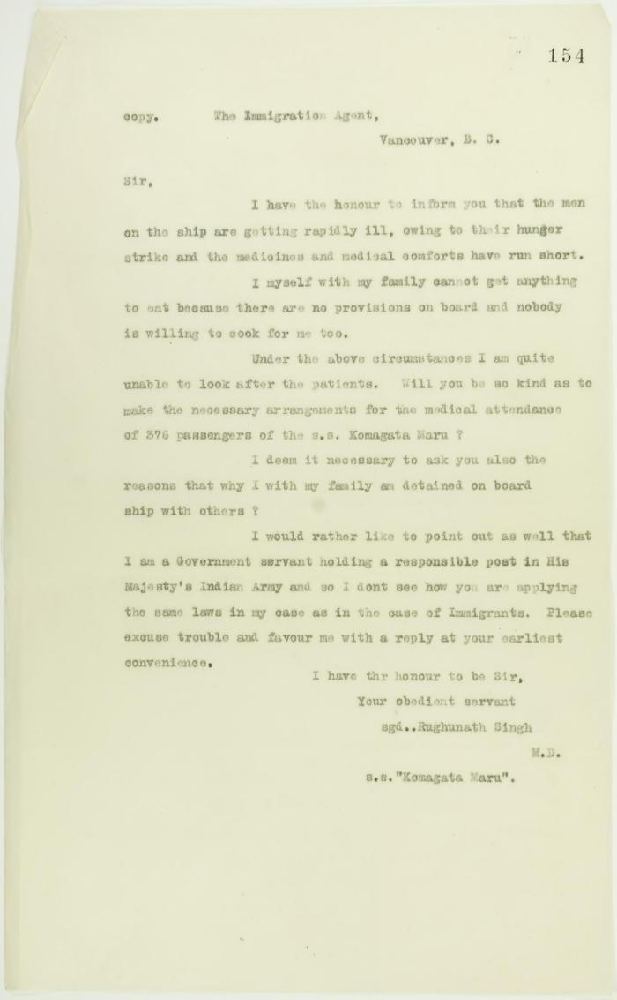 154
copy. The Immigration Agent,
Vancouver, B. C.
Sir,
I have the honour to inform you that the men
on the ship are getting rapidly ill, owing to their hunger
strike and the medicines and medical comforts have run short.
I myself with my family cannot get anything
to eat because there are no provisions on board and nobody
is willing to cook for me too.
Under the above circumstances I am quite
unable to look after the patients. Will you be so kind as to
make the necessary arrangements for the medical attendance
of 376 passengers of the s.s. Komagata Maru ?
I deem it necessary to ask you also the
reasons that why I with my family am detained on board
ship with others ?
I would rather like to point out as well that
I am a Government servant holding a responsible post in His
Majesty's Indian Army and so I dont see how you are applying
the same laws in my case as in the case of Immigrants. Please
excuse trouble and favour me with a reply at your earliest
convenience.
I have thr honour to be Sir,
Your obedient servant
sgd..Rughunath Singh
M.D.
s.s."Komagata Maru".